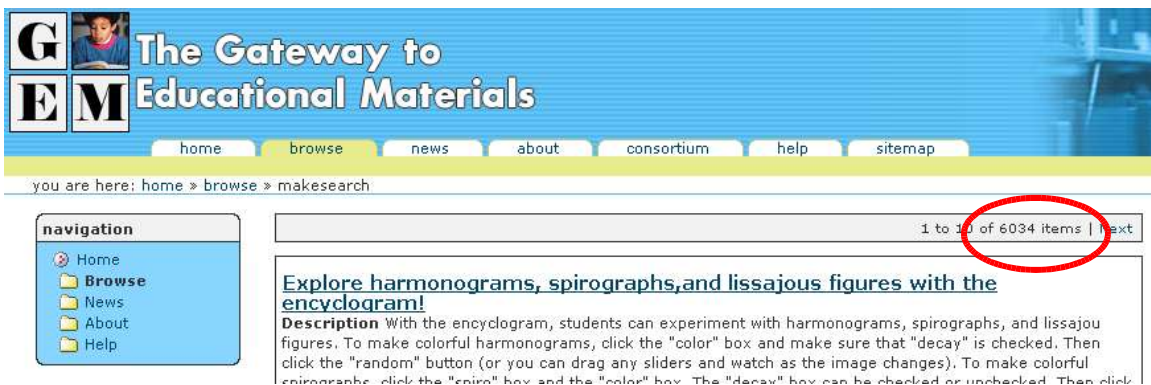 G
E M
The Gateway to
Educational Materials
home browse news about consortium help sitemap
you are here: home » browse » makesearch
navigation
Home
Browse
News
About
Help
1 to 10 of 6034 items | Next
Explore harmonograms, spirographs,and lissajous figures with the
encyclogram!
Description With the encyclogram, students can experiment with harmonograms, spirographs, and lissajou
figures. To make colorful harmonograms, click the "color" box and make sure that "decay" is checked. Then
click the "random" button (or you can drag any sliders and watch as the image changes). To make colorful
spirographs, click the "spiro" box and the "color" box. The "decay" box can be checked or unchecked. Then click